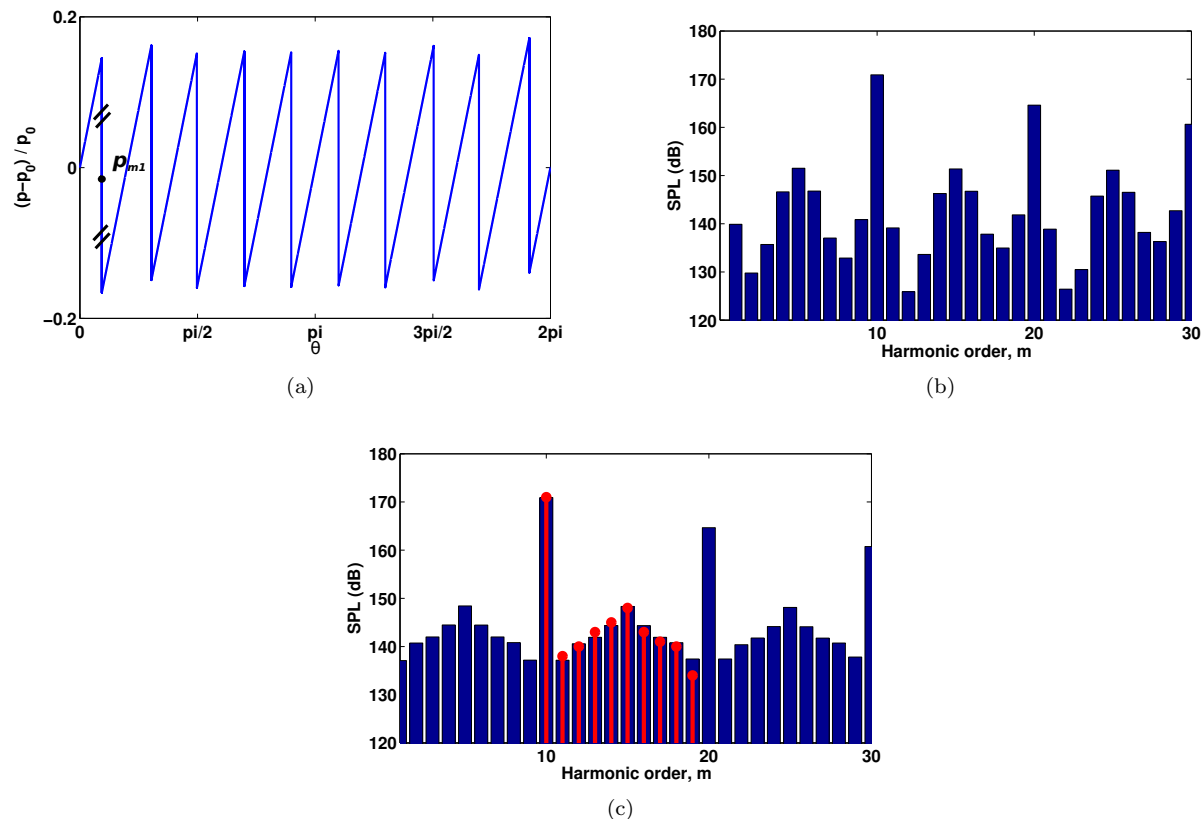 0.2
0
−0.2
(p−p0) / p0
pm1
0
pi/2
pi
3pi/2
2pi
θ
(a)
180
170
160
150
140
130
120
SPL (dB)
10
20
30
Harmonic order, m
(b)
180
170
160
150
140
130
120
SPL (dB)
10
20
30
Harmonic order, m
(c)